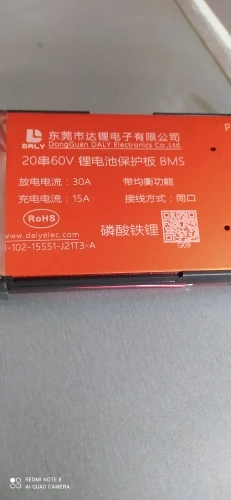 DALY 东莞市达锂电子有限公司
DongGuan DALY Electronics Co.,Ltd.
20串60V 锂电池保护板 BMS
放电电流：30A 带均衡功能
充电电流：15A 接线方式：同口
RoHS
www.dalyelec.com
磷酸铁锂
-102-15551-J21T3-A
G09
P
REDMI NOTE 8
AI QUAD CAMERA